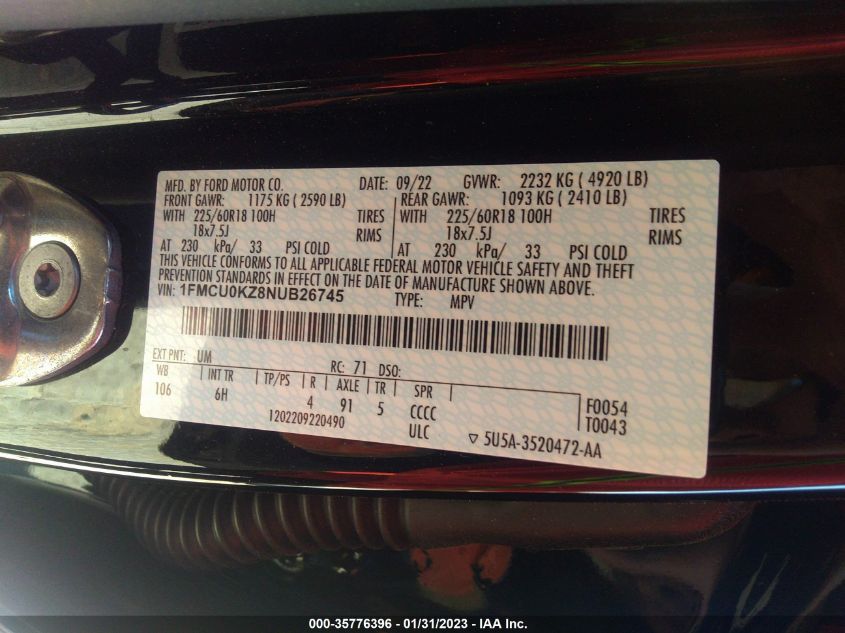 MFD. BY FORD MOTOR CO. DATE: 09/22 GVWR: 2232 KG ( 4920 LB)
FRONT GAWR: 1175 KG ( 2590 LB) REAR GAWR: 1093 KG ( 2410 LB)
WITH 225/60R18 100H TIRES WITH 225/60R18 100H TIRES
18x7.5J RIMS 18x7.5J RIMS
AT 230 kPa/ 33 PSI COLD AT 230 kPa/ 33 PSI COLD
THIS VEHICLE CONFORMS TO ALL APPLICABLE FEDERAL MOTOR VEHICLE SAFETY AND THEFT
PREVENTION STANDARDS IN EFFECT ON THE DATE OF MANUFACTURE SHOWN ABOVE.
VIN: 1FMCU0KZ8NUB26745 TYPE: MPV
EXT PNT: UM RC: 71 DSO:
WB INT TR TP/PS R AXLE TR SPR
106 6H 4 91 5 CCCC F0054
1202209220490 ULC T0043
▽ 5U5A-3520472-AA
000-35776396 / 01/31/2023 - IAA Inc.